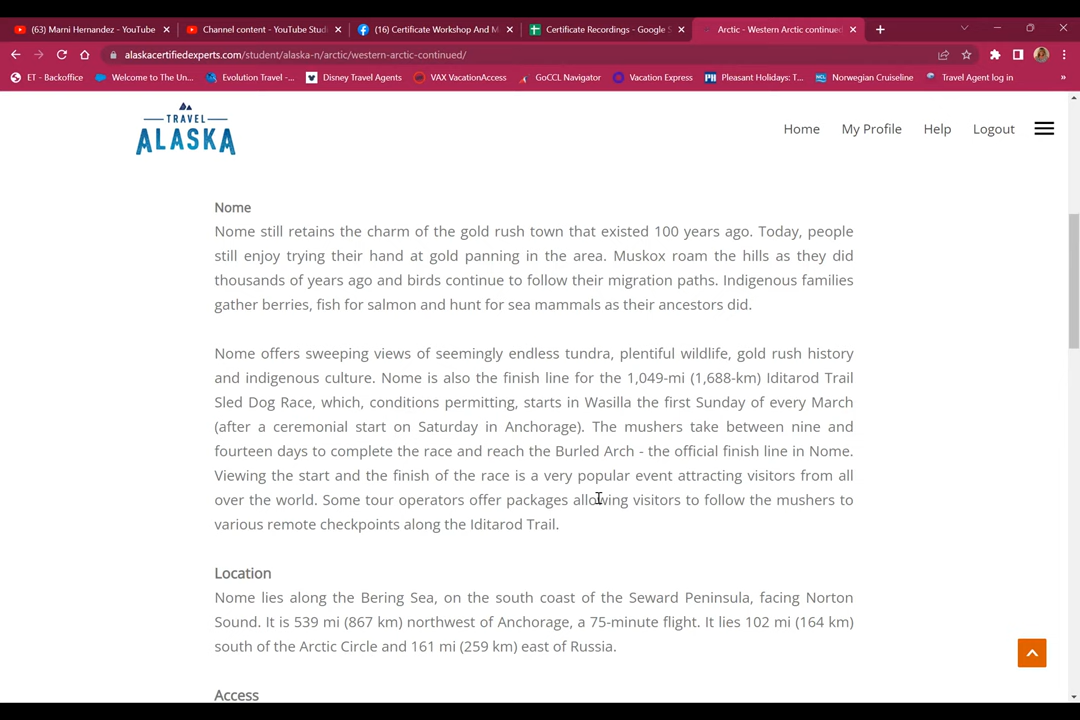 (63) Marni Hernandez - YouTube
Channel content - YouTube Stud
(16) Certificate Workshop And M
Certificate Recordings - Google S
Arctic - Western Arctic continued
alaskacertifiedexperts.com/student/alaska-n/arctic/western-arctic-continued/
ET - Backoffice
Welcome to The Un...
Evolution Travel -...
Disney Travel Agents
VAX VacationAccess
GoCCL Navigator
Vacation Express
Pleasant Holidays: T...
Norwegian Cruiseline
Travel Agent log in
»
TRAVEL
ALASKA
Home
My Profile
Help
Logout
Nome
Nome still retains the charm of the gold rush town that existed 100 years ago. Today, people
still enjoy trying their hand at gold panning in the area. Muskox roam the hills as they did
thousands of years ago and birds continue to follow their migration paths. Indigenous families
gather berries, fish for salmon and hunt for sea mammals as their ancestors did.
Nome offers sweeping views of seemingly endless tundra, plentiful wildlife, gold rush history
and indigenous culture. Nome is also the finish line for the 1,049-mi (1,688-km) Iditarod Trail
Sled Dog Race, which, conditions permitting, starts in Wasilla the first Sunday of every March
(after a ceremonial start on Saturday in Anchorage). The mushers take between nine and
fourteen days to complete the race and reach the Burled Arch - the official finish line in Nome.
Viewing the start and the finish of the race is a very popular event attracting visitors from all
over the world. Some tour operators offer packages allowing visitors to follow the mushers to
various remote checkpoints along the Iditarod Trail.
Location
Nome lies along the Bering Sea, on the south coast of the Seward Peninsula, facing Norton
Sound. It is 539 mi (867 km) northwest of Anchorage, a 75-minute flight. It lies 102 mi (164 km)
south of the Arctic Circle and 161 mi (259 km) east of Russia.
Access